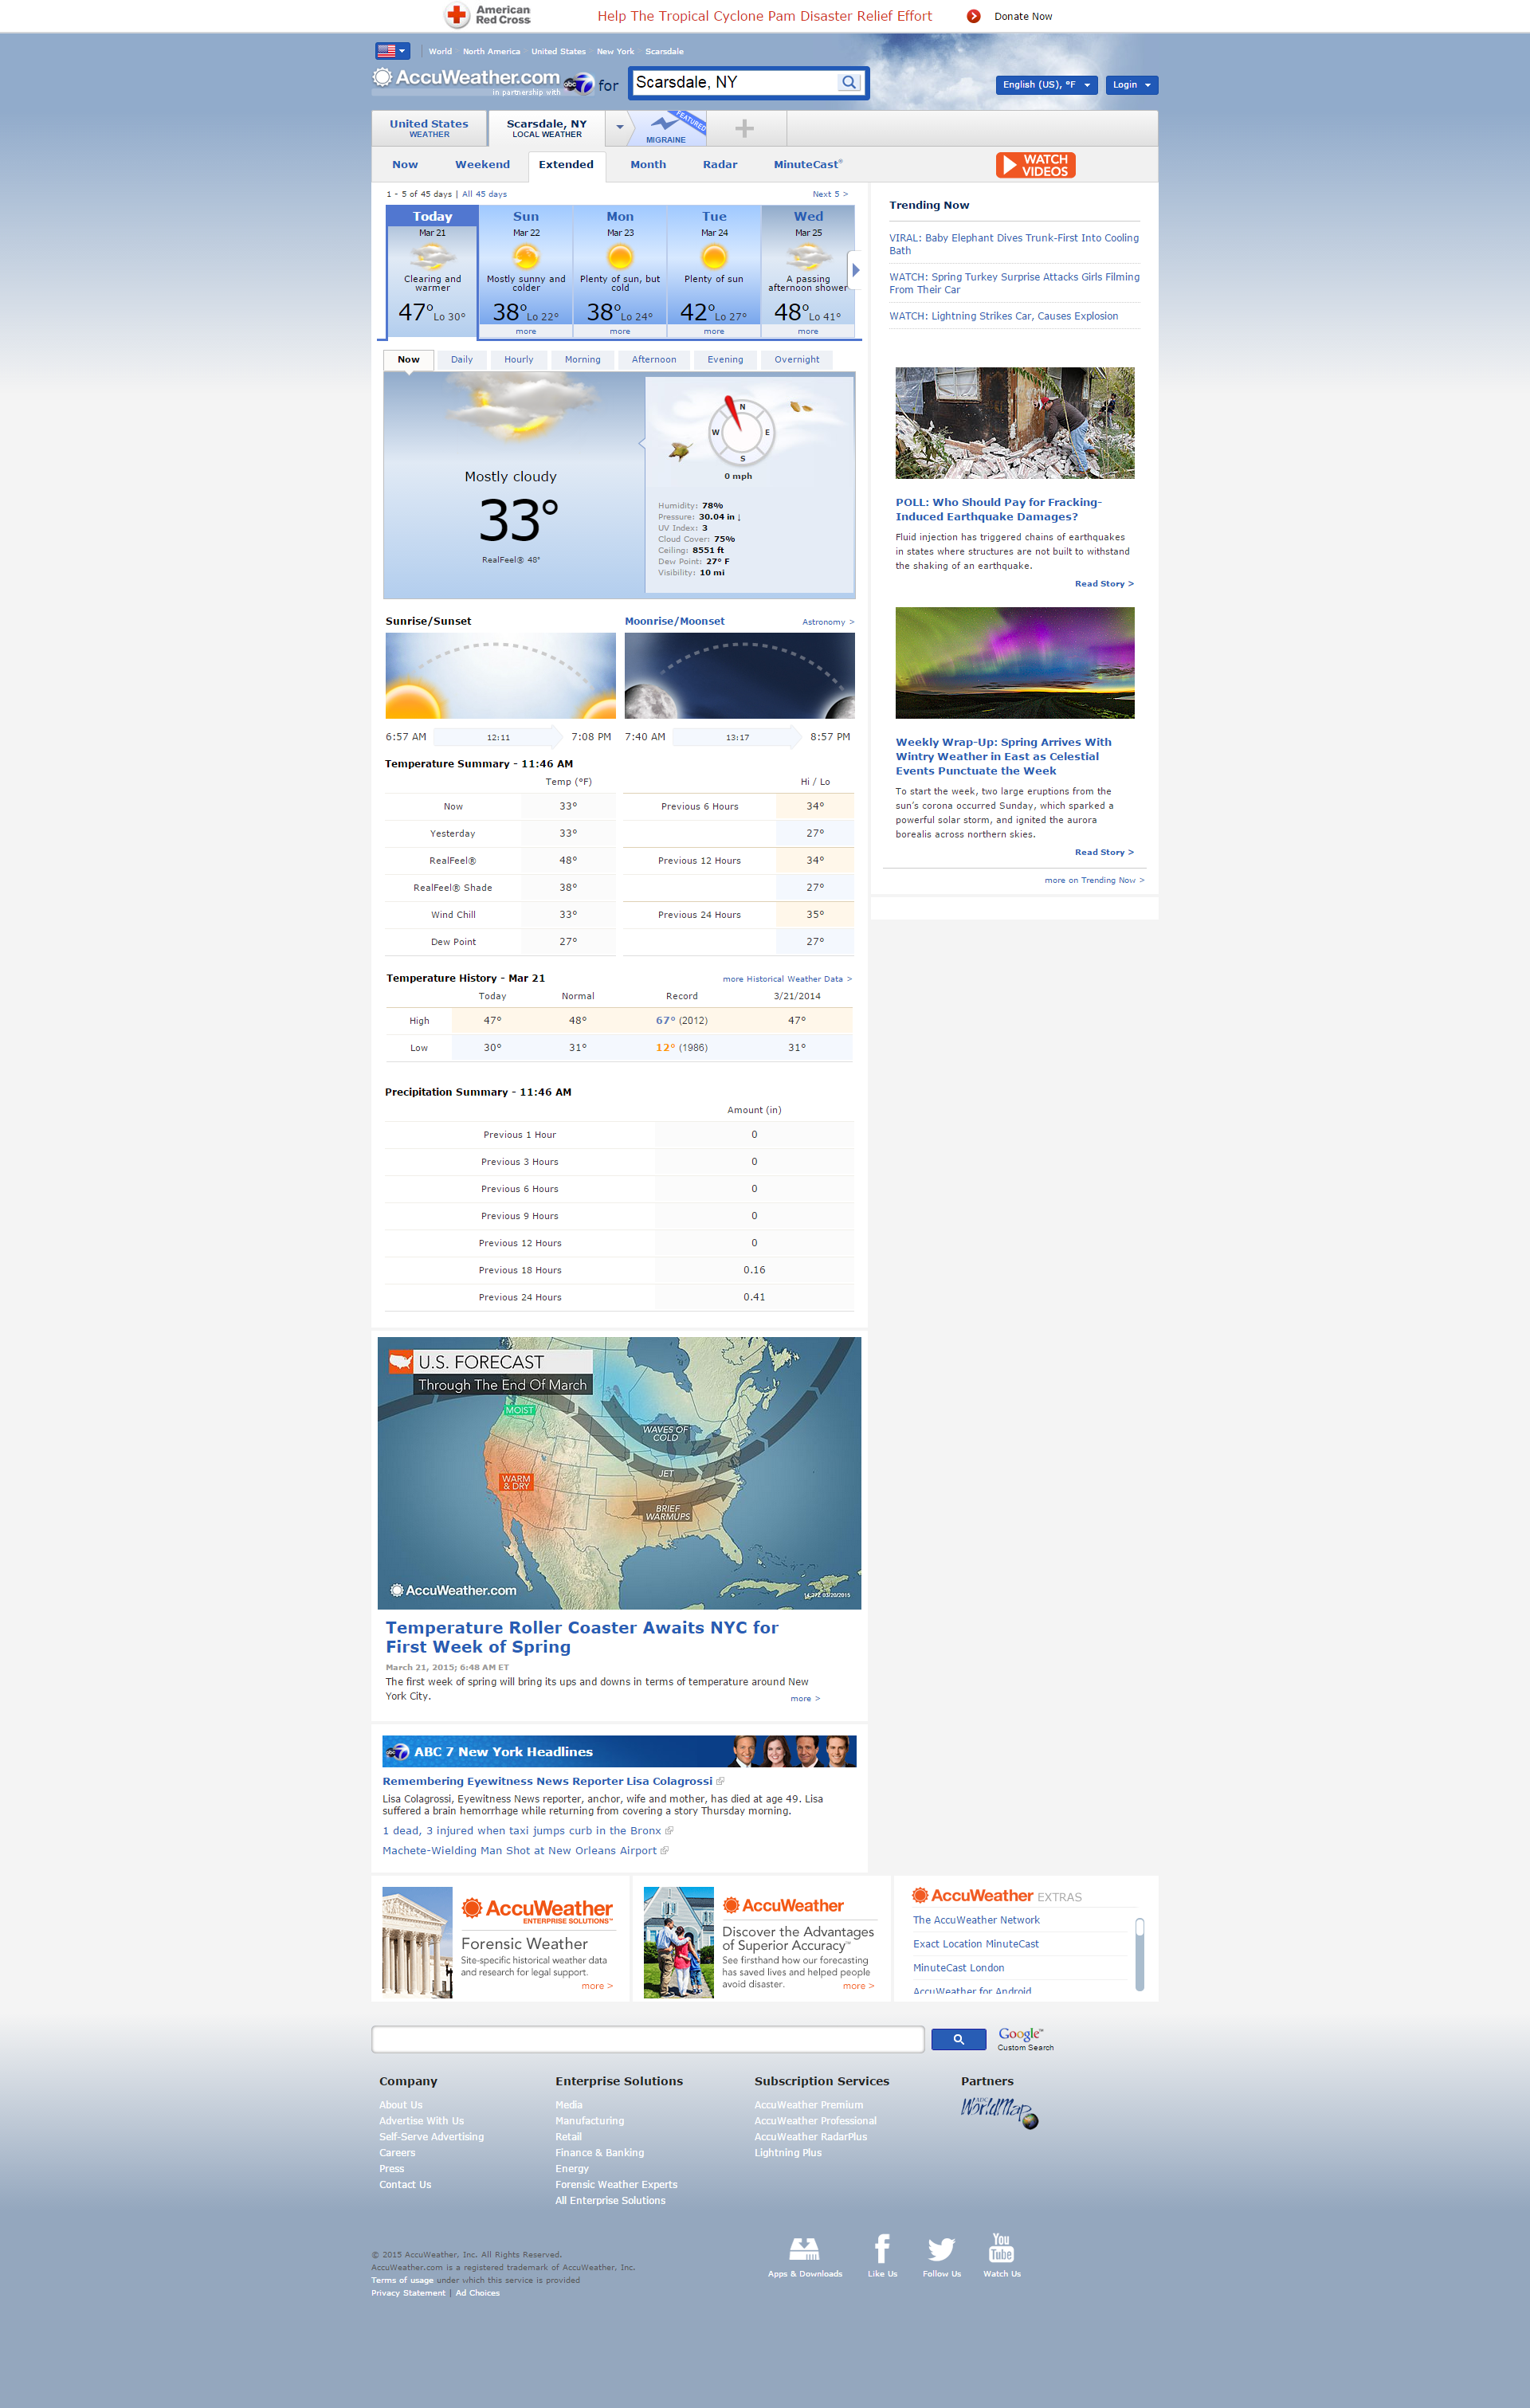 American
Red Cross
Help The Tropical Cyclone Pam Disaster Relief Effort
Donate Now
World North America United States New York Scarsdale
AccuWeather.com
in partnership with
abc 7
for
Scarsdale, NY
English (US), °F
Login
United States
WEATHER
Scarsdale, NY
LOCAL WEATHER
FEATURED
MIGRAINE
Now Weekend Extended Month Radar MinuteCast®
WATCH
VIDEOS
1 - 5 of 45 days | All 45 days
Next 5 >
Today Sun Mon Tue Wed
Mar 21 Mar 22 Mar 23 Mar 24 Mar 25
Clearing and warmer
Mostly sunny and colder
Plenty of sun, but cold
Plenty of sun
A passing afternoon shower
47° Lo 30° 38° Lo 22° 38° Lo 24° 42° Lo 27° 48° Lo 41°
more more more more
Now Daily Hourly Morning Afternoon Evening Overnight
Mostly cloudy
33°
RealFeel® 48°
N
W E
S
0 mph
Humidity: 78%
Pressure: 30.04 in ↓
UV Index: 3
Cloud Cover: 75%
Ceiling: 8551 ft
Dew Point: 27° F
Visibility: 10 mi
Sunrise/Sunset
Moonrise/Moonset
Astronomy >
6:57 AM 12:11 7:08 PM
7:40 AM 13:17 8:57 PM
Temperature Summary - 11:46 AM
Temp (°F) Hi / Lo
Now 33° Previous 6 Hours 34°
Yesterday 33° 27°
RealFeel® 48° Previous 12 Hours 34°
RealFeel® Shade 38° 27°
Wind Chill 33° Previous 24 Hours 35°
Dew Point 27° 27°
Temperature History - Mar 21
more Historical Weather Data >
Today Normal Record 3/21/2014
High 47° 48° 67° (2012) 47°
Low 30° 31° 12° (1986) 31°
Precipitation Summary - 11:46 AM
Amount (in)
Previous 1 Hour 0
Previous 3 Hours 0
Previous 6 Hours 0
Previous 9 Hours 0
Previous 12 Hours 0
Previous 18 Hours 0.16
Previous 24 Hours 0.41
U.S. FORECAST
Through The End Of March
MOIST
WAVES OF
COLD
JET
WARM
& DRY
BRIEF
WARMUPS
AccuWeather.com
Temperature Roller Coaster Awaits NYC for
First Week of Spring
March 21, 2015; 6:48 AM ET
The first week of spring will bring its ups and downs in terms of temperature around New
York City.
more >
ABC 7 New York Headlines
Remembering Eyewitness News Reporter Lisa Colagrossi
Lisa Colagrossi, Eyewitness News reporter, anchor, wife and mother, has died at age 49. Lisa
suffered a brain hemorrhage while returning from covering a story Thursday morning.
1 dead, 3 injured when taxi jumps curb in the Bronx
Machete-Wielding Man Shot at New Orleans Airport
Trending Now
VIRAL: Baby Elephant Dives Trunk-First Into Cooling
Bath
WATCH: Spring Turkey Surprise Attacks Girls Filming
From Their Car
WATCH: Lightning Strikes Car, Causes Explosion
POLL: Who Should Pay for Fracking-
Induced Earthquake Damages?
Fluid injection has triggered chains of earthquakes
in states where structures are not built to withstand
the shaking of an earthquake.
Read Story >
Weekly Wrap-Up: Spring Arrives With
Wintry Weather in East as Celestial
Events Punctuate the Week
To start the week, two large eruptions from the
sun's corona occurred Sunday, which sparked a
powerful solar storm, and ignited the aurora
borealis across northern skies.
Read Story >
more on Trending Now >
AccuWeather
ENTERPRISE SOLUTIONS™
Forensic Weather
Site-specific historical weather data
and research for legal support.
more >
AccuWeather
Discover the Advantages
of Superior Accuracy™
See firsthand how our forecasting
has saved lives and helped people
avoid disaster.
more >
AccuWeather EXTRAS
The AccuWeather Network
Exact Location MinuteCast
MinuteCast London
AccuWeather for Android
Google™
Custom Search
Company
About Us
Advertise With Us
Self-Serve Advertising
Careers
Press
Contact Us
Enterprise Solutions
Media
Manufacturing
Retail
Finance & Banking
Energy
Forensic Weather Experts
All Enterprise Solutions
Subscription Services
AccuWeather Premium
AccuWeather Professional
AccuWeather RadarPlus
Lightning Plus
Partners
ABC
WorldMap
© 2015 AccuWeather, Inc. All Rights Reserved.
AccuWeather.com is a registered trademark of AccuWeather, Inc.
Terms of usage under which this service is provided
Privacy Statement | Ad Choices
You
Tube
Apps & Downloads Like Us Follow Us Watch Us